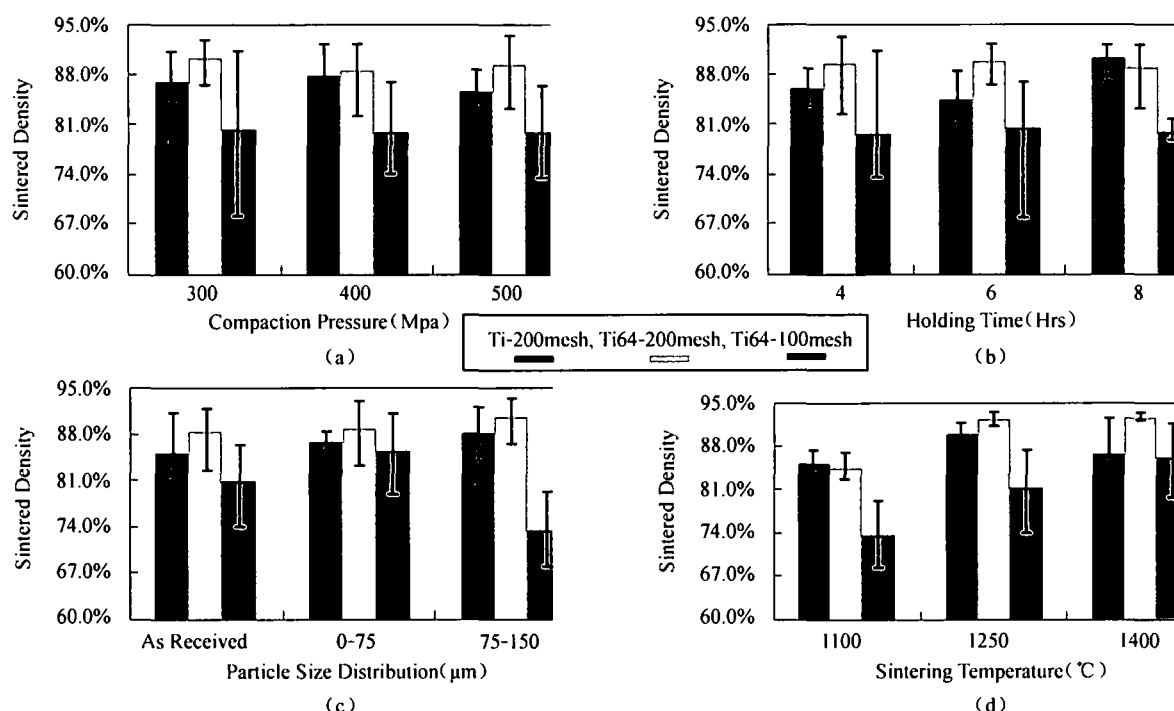 95.0%
88.0%
81.0%
74.0%
67.0%
60.0%
Sintered Density
300 400 500
Compaction Pressure(Mpa)
(a)
95.0%
88.0%
81.0%
74.0%
67.0%
60.0%
Sintered Density
4 6 8
Holding Time(Hrs)
(b)
Ti-200mesh, Ti64-200mesh, Ti64-100mesh
95.0%
88.0%
81.0%
74.0%
67.0%
60.0%
Sintered Density
As Received 0-75 75-150
Particle Size Distribution(μm)
(c)
95.0%
88.0%
81.0%
74.0%
67.0%
60.0%
Sintered Density
1100 1250 1400
Sintering Temperature(℃)
(d)